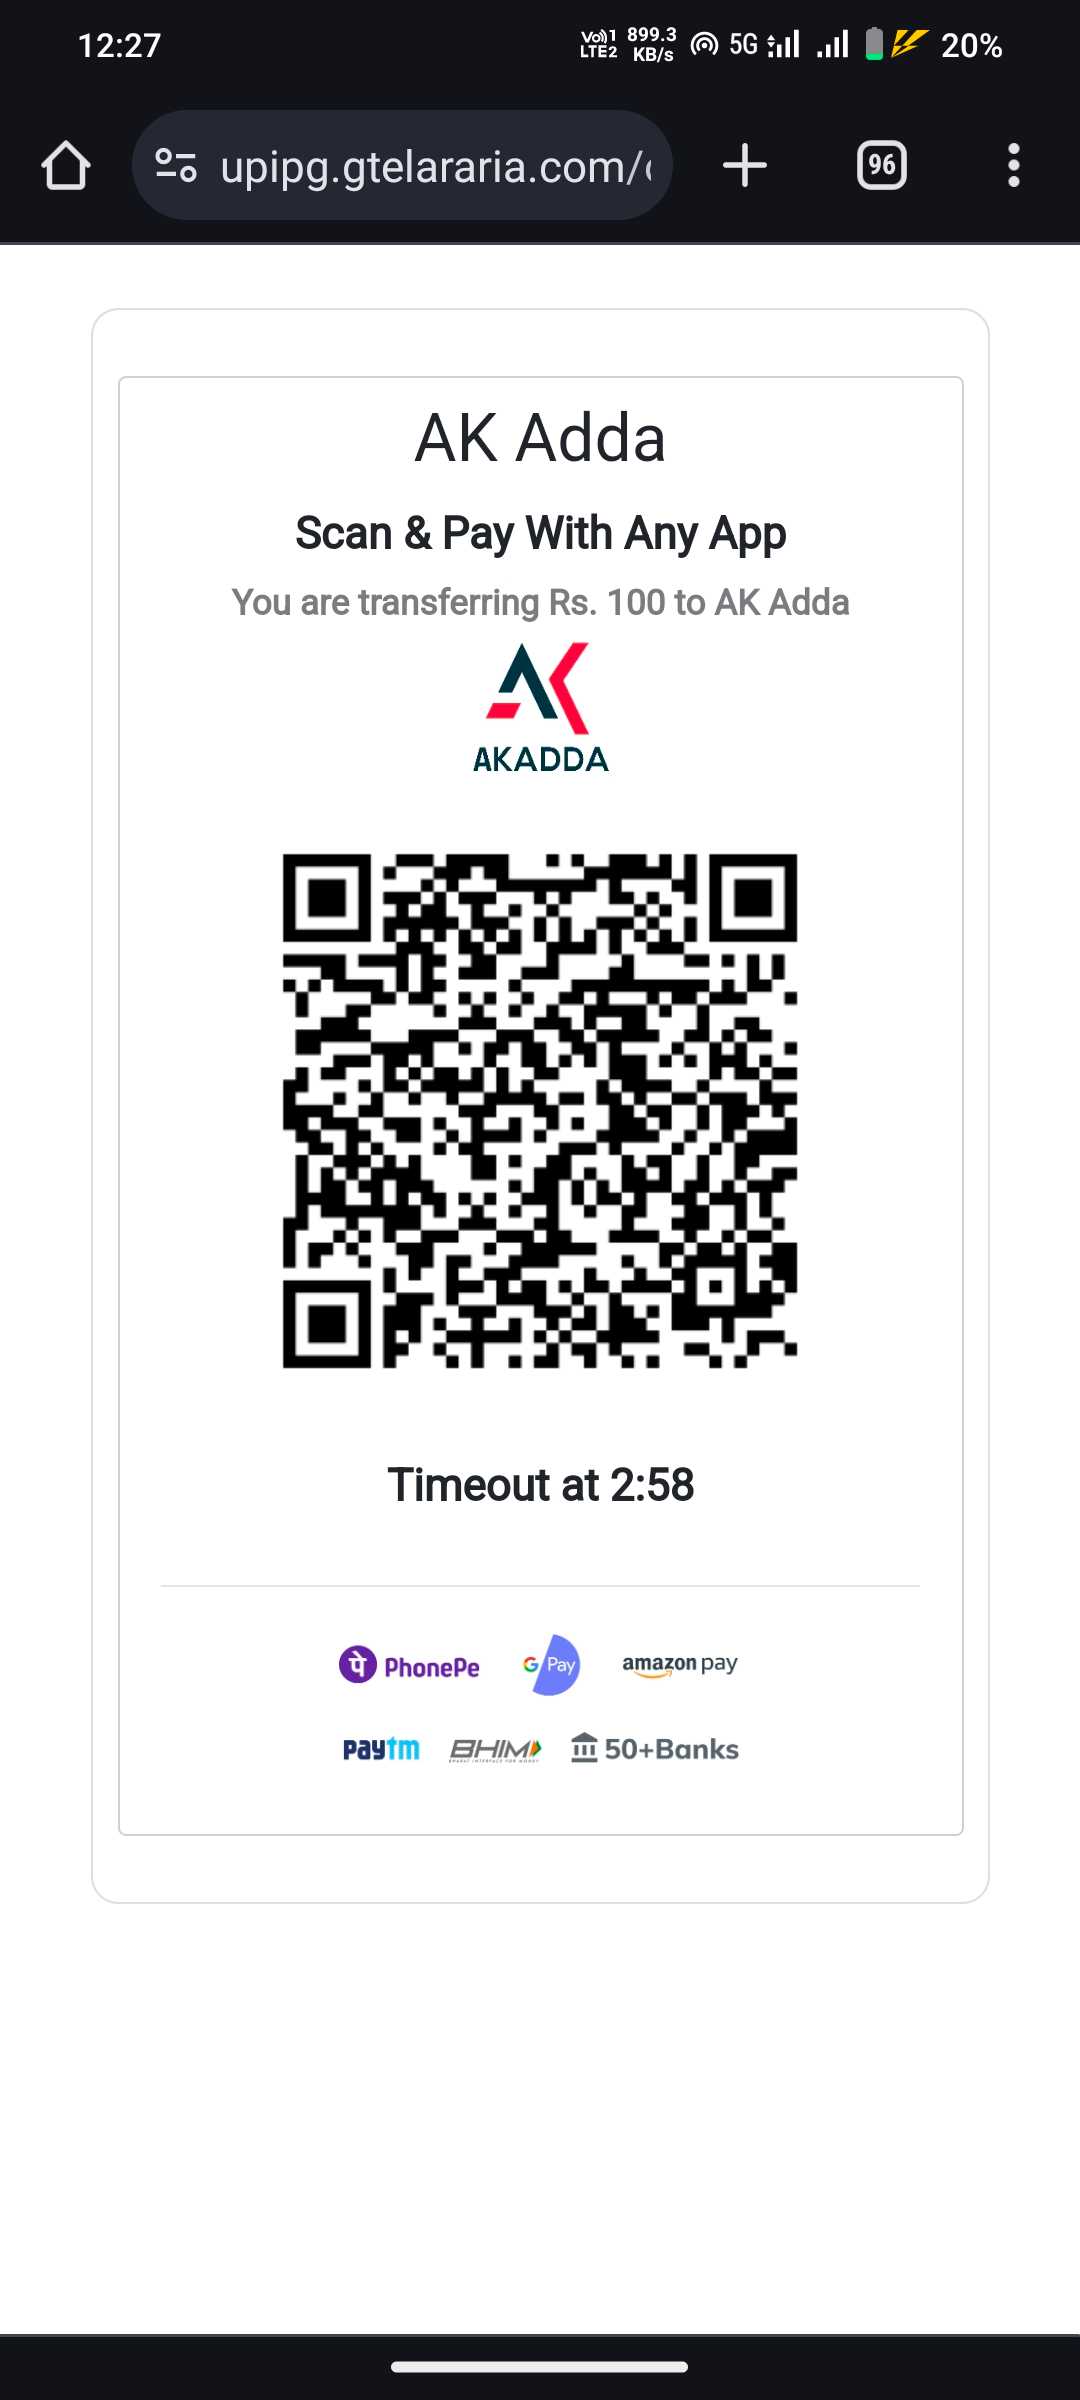 12:27
Vo)) 1
LTE2
899.3
KB/s
5G
20%
upipg.gtelararia.com/
96
AK Adda
Scan & Pay With Any App
You are transferring Rs. 100 to AK Adda
AKADDA
Timeout at 2:58
पे PhonePe
G Pay
amazon pay
paytm
BHIM
50+Banks